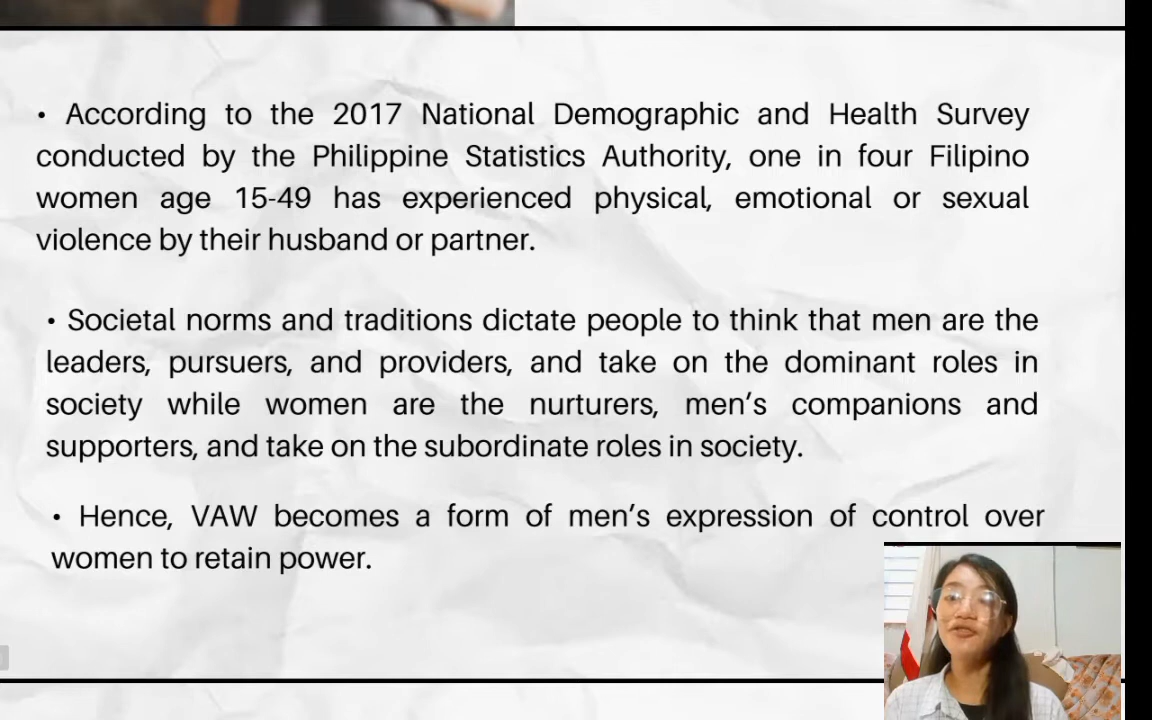 • According to the 2017 National Demographic and Health Survey
conducted by the Philippine Statistics Authority, one in four Filipino
women age 15-49 has experienced physical, emotional or sexual
violence by their husband or partner.
• Societal norms and traditions dictate people to think that men are the
leaders, pursuers, and providers, and take on the dominant roles in
society while women are the nurturers, men’s companions and
supporters, and take on the subordinate roles in society.
• Hence, VAW becomes a form of men’s expression of control over
women to retain power.